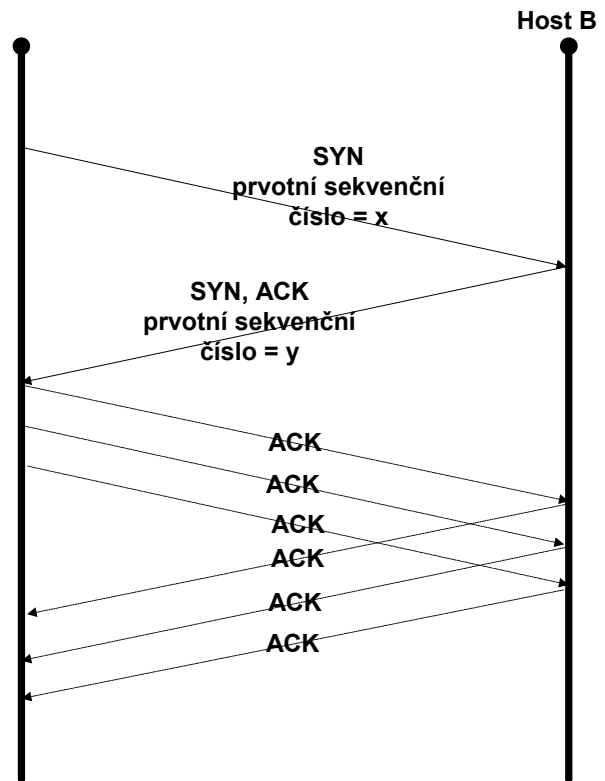 Host B
SYN
prvotní sekvenční
číslo = x
SYN, ACK
prvotní sekvenční
číslo = y
ACK
ACK
ACK
ACK
ACK
ACK